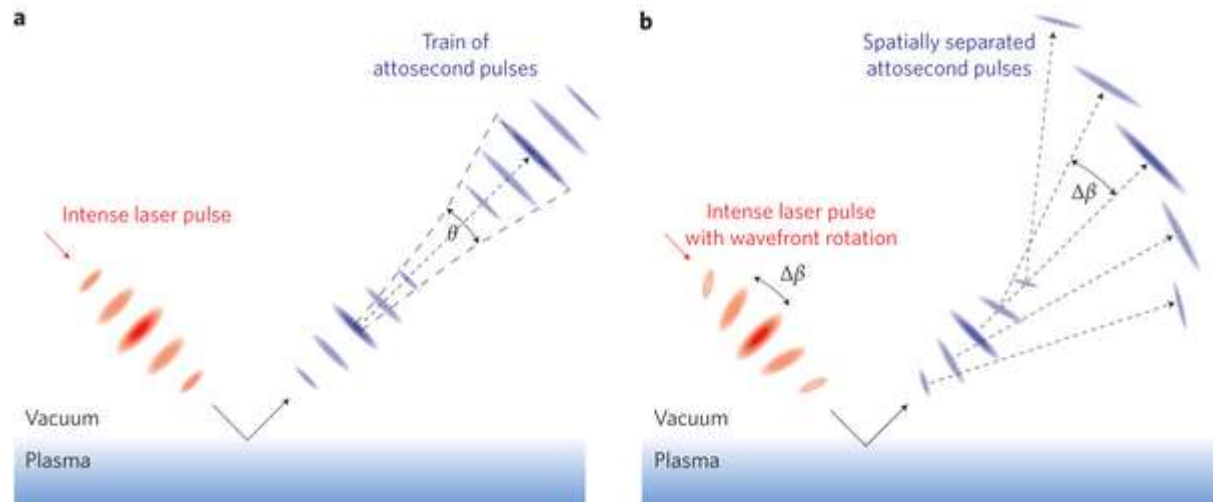 a
Train of
attosecond pulses
Intense laser pulse
θ
Vacuum
Plasma
b
Spatially separated
attosecond pulses
Δβ
Intense laser pulse
with wavefront rotation
Δβ
Vacuum
Plasma